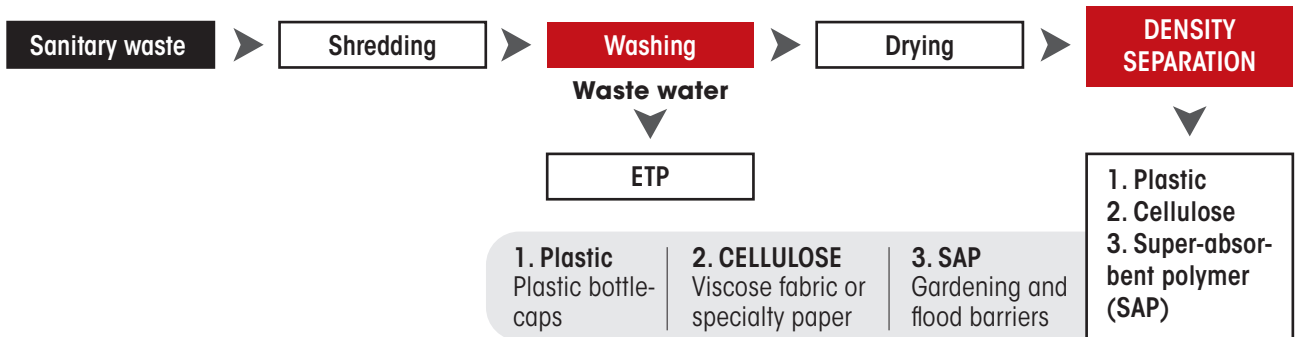 Sanitary waste
Shredding
Washing
Drying
DENSITY
SEPARATION
Waste water
ETP
1. Plastic
2. Cellulose
3. Super-absor-
bent polymer
(SAP)
1. Plastic
Plastic bottle-
caps
2. CELLULOSE
Viscose fabric or
specialty paper
3. SAP
Gardening and
flood barriers